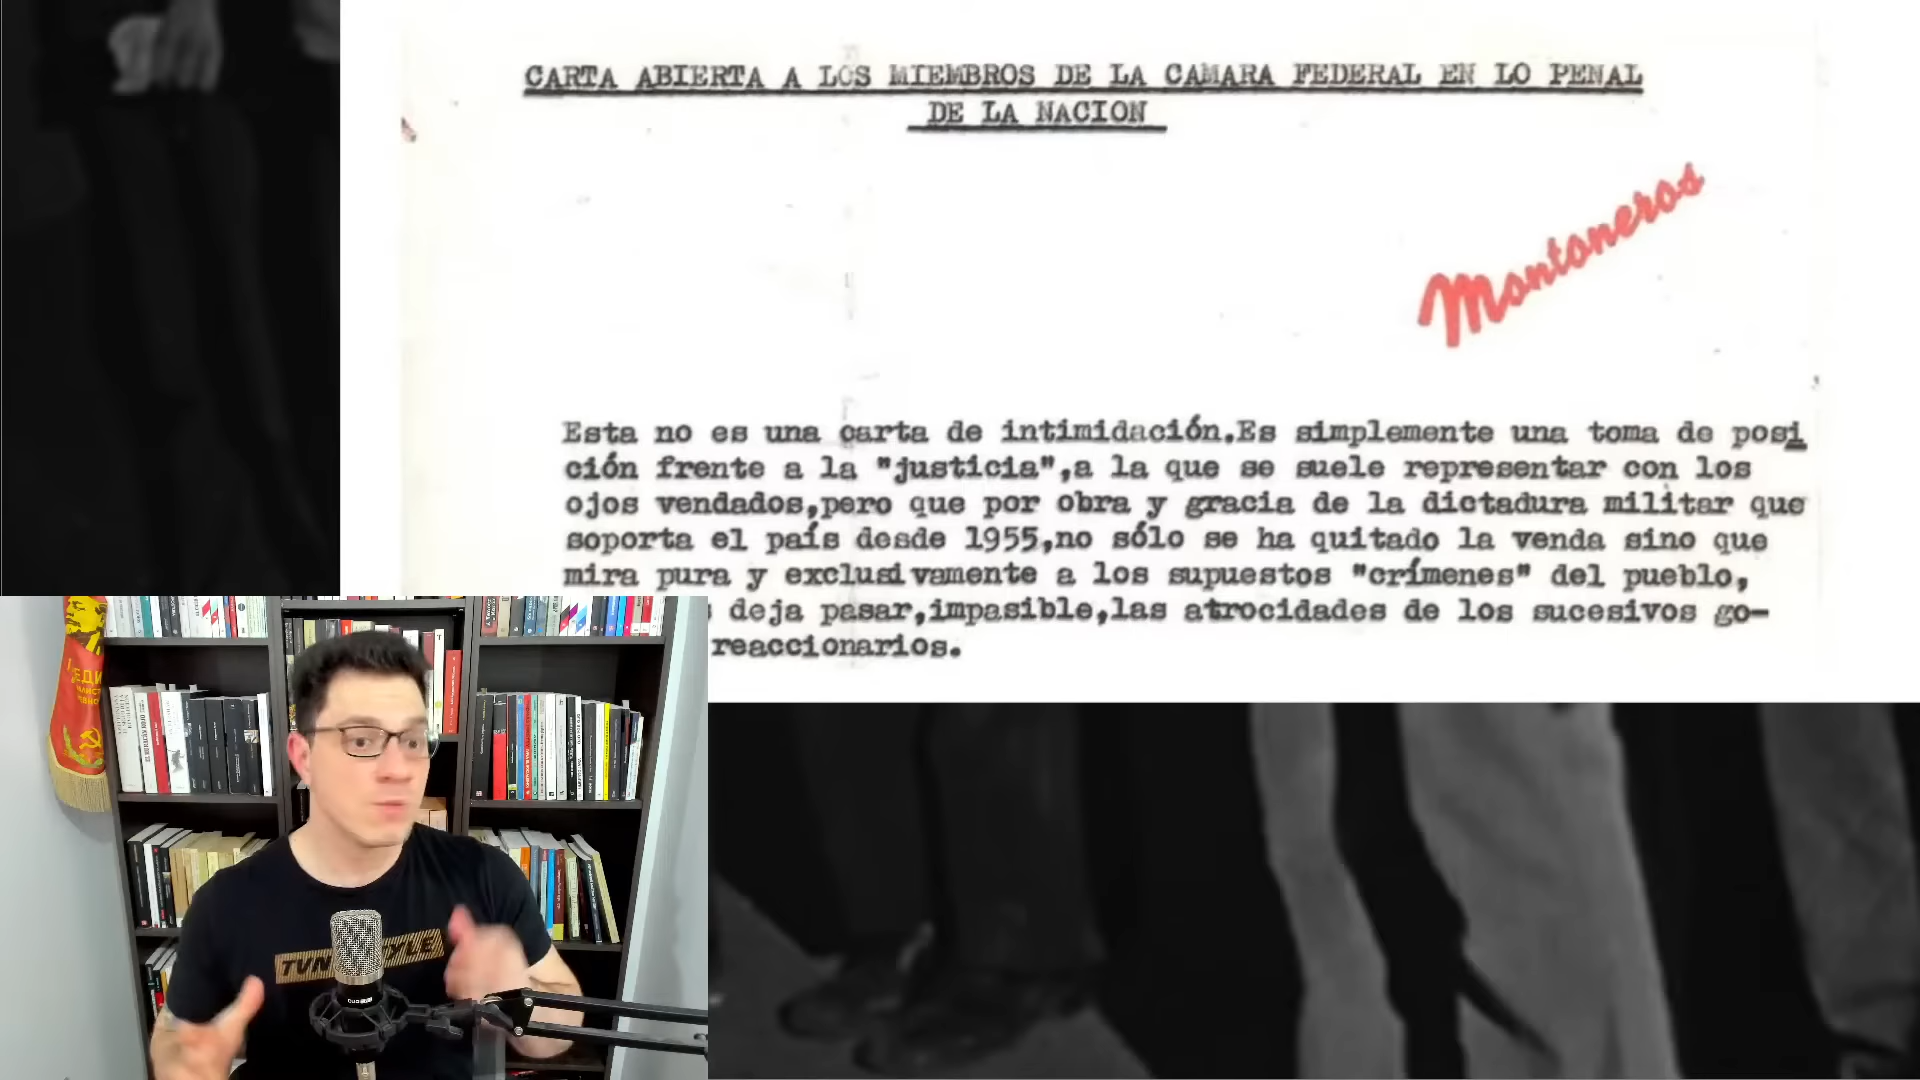 CARTA ABIERTA A LOS MIEMBROS DE LA CAMARA FEDERAL EN LO PENAL
DE LA NACION
Montoneros
Esta no es una carta de intimidación.Es simplemente una toma de posi
ción frente a la "justicia",a la que se suele representar con los
ojos vendados,pero que por obra y gracia de la dictadura militar que
soporta el país desde 1955,no sólo se ha quitado la venda sino que
mira pura y exclusivamente a los supuestos "crímenes" del pueblo,
deja pasar,impasible,las atrocidades de los sucesivos go-
reaccionarios.